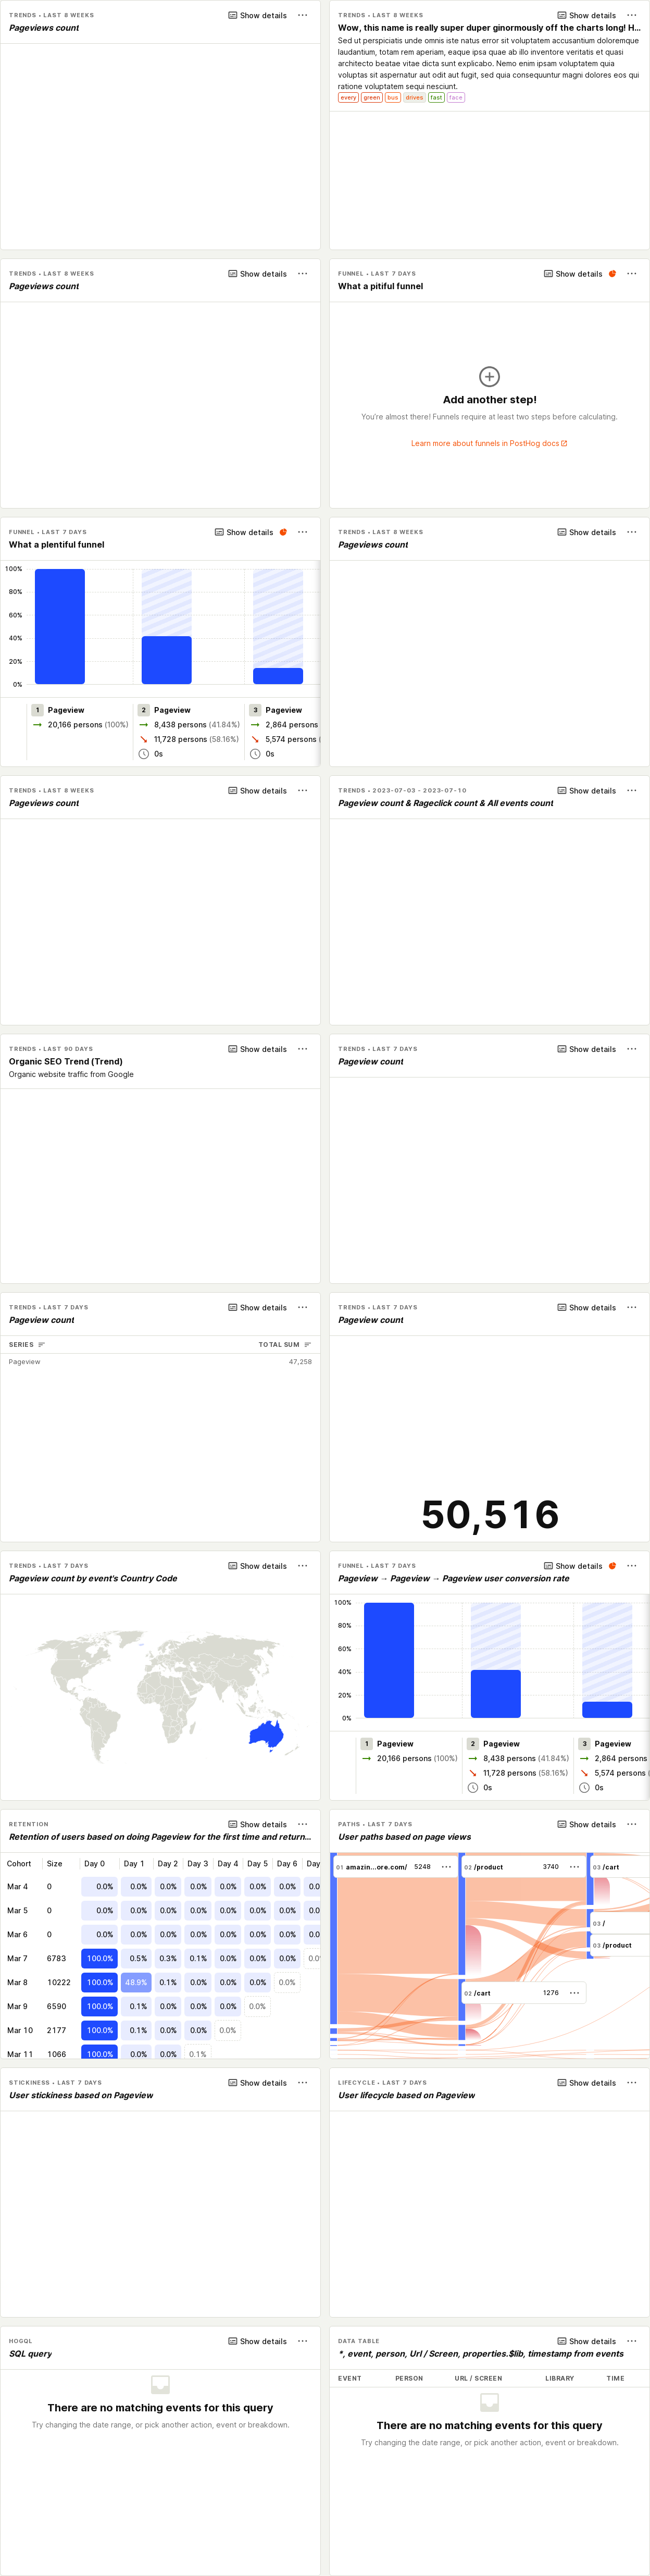 TRENDS • LAST 8 WEEKS
Show details
Pageviews count
TRENDS • LAST 8 WEEKS
Show details
Wow, this name is really super duper ginormously off the charts long! H...
Sed ut perspiciatis unde omnis iste natus error sit voluptatem accusantium doloremque
laudantium, totam rem aperiam, eaque ipsa quae ab illo inventore veritatis et quasi
architecto beatae vitae dicta sunt explicabo. Nemo enim ipsam voluptatem quia
voluptas sit aspernatur aut odit aut fugit, sed quia consequuntur magni dolores eos qui
ratione voluptatem sequi nesciunt.
every green bus drives fast face
TRENDS • LAST 8 WEEKS
Show details
Pageviews count
FUNNEL • LAST 7 DAYS
Show details
What a pitiful funnel
Add another step!
You're almost there! Funnels require at least two steps before calculating.
Learn more about funnels in PostHog docs
FUNNEL • LAST 7 DAYS
Show details
What a plentiful funnel
100%
80%
60%
40%
20%
0%
1 Pageview
20,166 persons (100%)
2 Pageview
8,438 persons (41.84%)
11,728 persons (58.16%)
0s
3 Pageview
2,864 persons
5,574 persons (
0s
TRENDS • LAST 8 WEEKS
Show details
Pageviews count
TRENDS • LAST 8 WEEKS
Show details
Pageviews count
TRENDS • 2023-07-03 - 2023-07-10
Show details
Pageview count & Rageclick count & All events count
TRENDS • LAST 90 DAYS
Show details
Organic SEO Trend (Trend)
Organic website traffic from Google
TRENDS • LAST 7 DAYS
Show details
Pageview count
TRENDS • LAST 7 DAYS
Show details
Pageview count
SERIES TOTAL SUM
Pageview 47,258
TRENDS • LAST 7 DAYS
Show details
Pageview count
50,516
TRENDS • LAST 7 DAYS
Show details
Pageview count by event's Country Code
FUNNEL • LAST 7 DAYS
Show details
Pageview → Pageview → Pageview user conversion rate
100%
80%
60%
40%
20%
0%
1 Pageview
20,166 persons (100%)
2 Pageview
8,438 persons (41.84%)
11,728 persons (58.16%)
0s
3 Pageview
2,864 persons
5,574 persons (
0s
RETENTION
Show details
Retention of users based on doing Pageview for the first time and return...
Cohort Size Day 0 Day 1 Day 2 Day 3 Day 4 Day 5 Day 6 Day
Mar 4 0 0.0% 0.0% 0.0% 0.0% 0.0% 0.0% 0.0% 0.0
Mar 5 0 0.0% 0.0% 0.0% 0.0% 0.0% 0.0% 0.0% 0.0
Mar 6 0 0.0% 0.0% 0.0% 0.0% 0.0% 0.0% 0.0% 0.0
Mar 7 6783 100.0% 0.5% 0.3% 0.1% 0.0% 0.0% 0.0% 0.0
Mar 8 10222 100.0% 48.9% 0.1% 0.0% 0.0% 0.0% 0.0%
Mar 9 6590 100.0% 0.1% 0.0% 0.0% 0.0% 0.0%
Mar 10 2177 100.0% 0.1% 0.0% 0.0% 0.0%
Mar 11 1066 100.0% 0.0% 0.0% 0.1%
PATHS • LAST 7 DAYS
Show details
User paths based on page views
01 amazin...ore.com/ 5248
02 /product 3740
03 /cart
03 /
03 /product
02 /cart 1276
STICKINESS • LAST 7 DAYS
Show details
User stickiness based on Pageview
LIFECYCLE • LAST 7 DAYS
Show details
User lifecycle based on Pageview
HOGQL
Show details
SQL query
There are no matching events for this query
Try changing the date range, or pick another action, event or breakdown.
DATA TABLE
Show details
*, event, person, Url / Screen, properties.$lib, timestamp from events
EVENT PERSON URL / SCREEN LIBRARY TIME
There are no matching events for this query
Try changing the date range, or pick another action, event or breakdown.